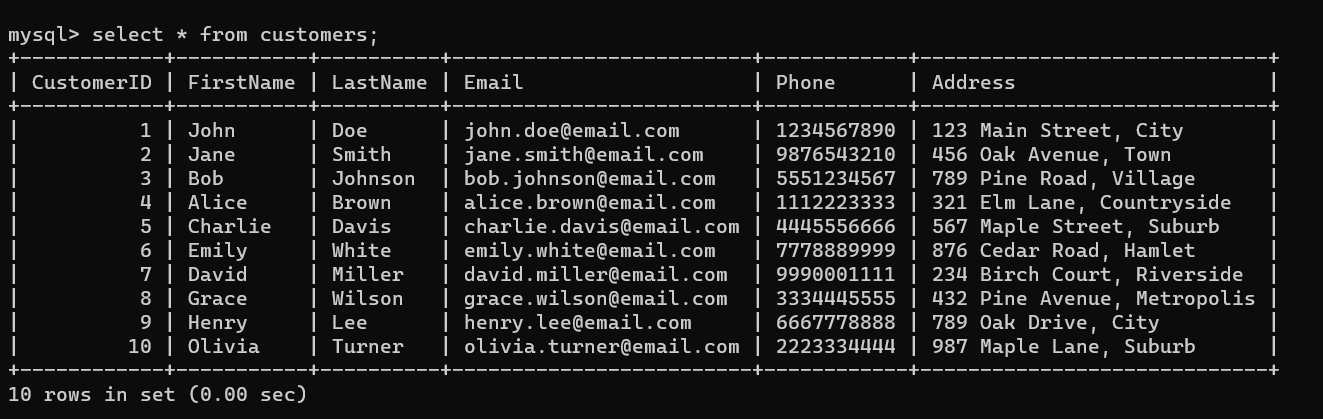 mysql> select * from customers;
+------------+-----------+----------+------------------------+------------+-----------------------------+
| CustomerID | FirstName | LastName | Email                  | Phone      | Address                     |
+------------+-----------+----------+------------------------+------------+-----------------------------+
|          1 | John      | Doe      | john.doe@email.com     | 1234567890 | 123 Main Street, City       |
|          2 | Jane      | Smith    | jane.smith@email.com   | 9876543210 | 456 Oak Avenue, Town        |
|          3 | Bob       | Johnson  | bob.johnson@email.com  | 5551234567 | 789 Pine Road, Village      |
|          4 | Alice     | Brown    | alice.brown@email.com  | 1112223333 | 321 Elm Lane, Countryside   |
|          5 | Charlie   | Davis    | charlie.davis@email.com | 4445556666 | 567 Maple Street, Suburb    |
|          6 | Emily     | White    | emily.white@email.com  | 7778889999 | 876 Cedar Road, Hamlet      |
|          7 | David     | Miller   | david.miller@email.com | 9990001111 | 234 Birch Court, Riverside  |
|          8 | Grace     | Wilson   | grace.wilson@email.com | 3334445555 | 432 Pine Avenue, Metropolis |
|          9 | Henry     | Lee      | henry.lee@email.com    | 6667778888 | 789 Oak Drive, City         |
|         10 | Olivia    | Turner   | olivia.turner@email.com | 2223334444 | 987 Maple Lane, Suburb      |
+------------+-----------+----------+------------------------+------------+-----------------------------+
10 rows in set (0.00 sec)